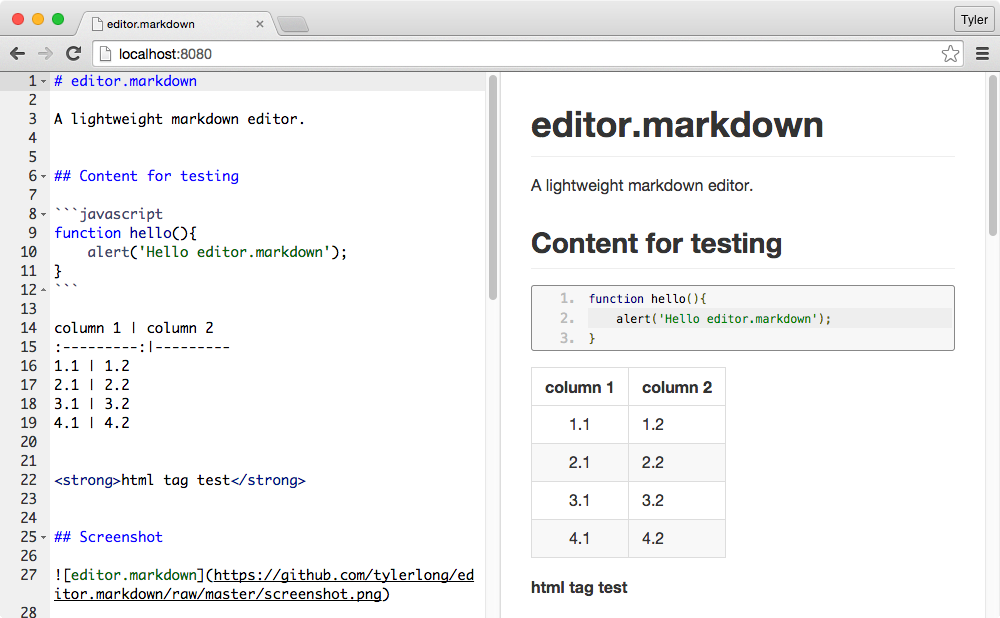 editor.markdown
Tyler
localhost:8080
1 # editor.markdown
2
3 A lightweight markdown editor.
4
5
6 ## Content for testing
7
8 ```javascript
9 function hello(){
10     alert('Hello editor.markdown');
11 }
12 ```
13
14 column 1 | column 2
15 :---------:|---------
16 1.1 | 1.2
17 2.1 | 2.2
18 3.1 | 3.2
19 4.1 | 4.2
20
21
22 <strong>html tag test</strong>
23
24
25 ## Screenshot
26
27 ![editor.markdown](https://github.com/tylerlong/ed
itor.markdown/raw/master/screenshot.png)
28
editor.markdown
A lightweight markdown editor.
Content for testing
1. function hello(){
2.     alert('Hello editor.markdown');
3. }
column 1 column 2
1.1 1.2
2.1 2.2
3.1 3.2
4.1 4.2
html tag test